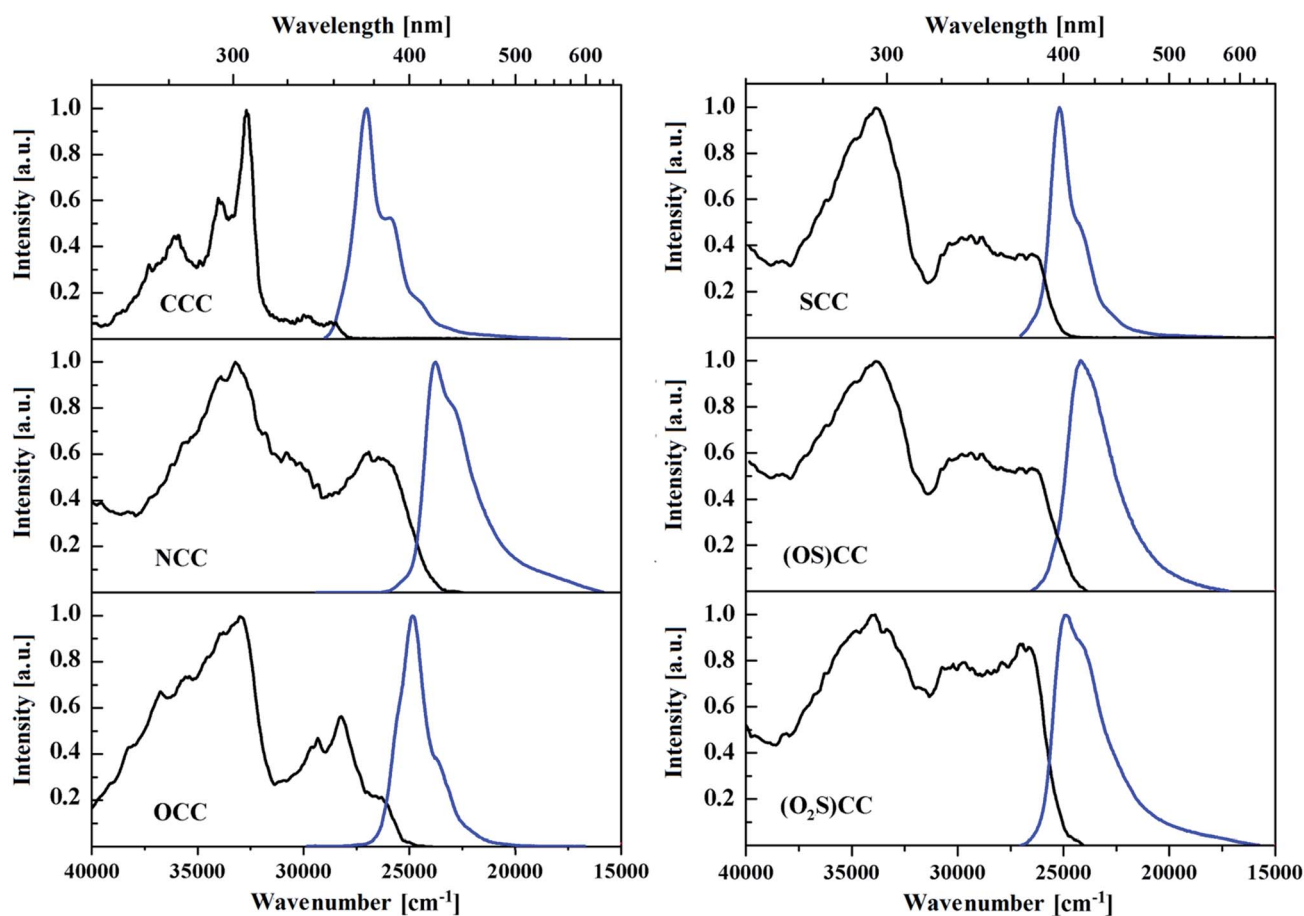 Wavelength [nm]
300 400 500 600
Intensity [a.u.]
1.0
0.8
0.6
0.4
0.2
CCC
Intensity [a.u.]
1.0
0.8
0.6
0.4
0.2
NCC
Intensity [a.u.]
1.0
0.8
0.6
0.4
0.2
OCC
40000 35000 30000 25000 20000 15000
Wavenumber [cm⁻¹]
Wavelength [nm]
300 400 500 600
Intensity [a.u.]
1.0
0.8
0.6
0.4
0.2
SCC
Intensity [a.u.]
1.0
0.8
0.6
0.4
0.2
(OS)CC
Intensity [a.u.]
1.0
0.8
0.6
0.4
0.2
(O₂S)CC
40000 35000 30000 25000 20000 15000
Wavenumber [cm⁻¹]